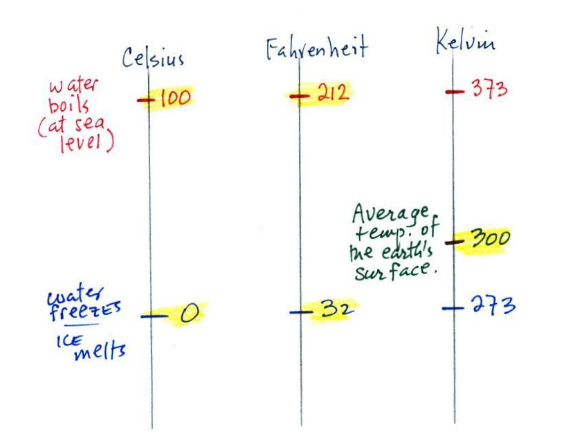 Celsius
Fahrenheit
Kelvin
water
boils
(at sea
level)
100
212
373
Average
temp. of
the earth's
surface.
300
water
freezes
ICE
melts
0
32
273